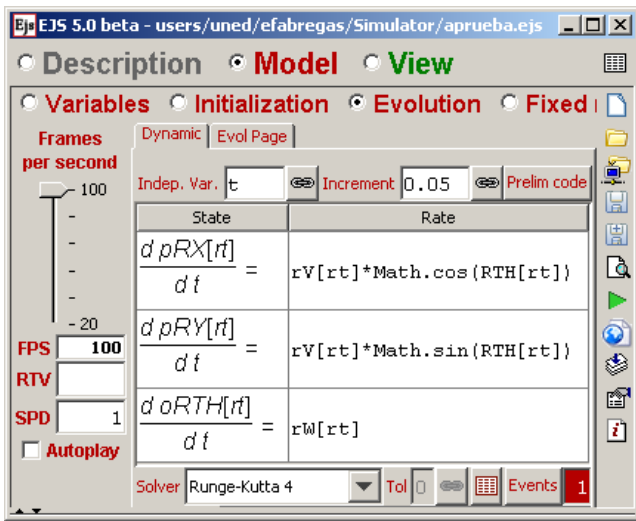 Ejs EJS 5.0 beta - users/uned/efabregas/Simulator/aprueba.ejs
Description Model View
Variables Initialization Evolution Fixed
Frames
per second
100
20
FPS 100
RTV
SPD 1
Autoplay
Dynamic Evol Page
Indep. Var. t Increment 0.05 Prelim code
State Rate
d pRX[rt]
d t
= rV[rt]*Math.cos(RTH[rt])
d pRY[rt]
d t
= rV[rt]*Math.sin(RTH[rt])
d oRTH[rt]
d t
= rW[rt]
Solver Runge-Kutta 4 Tol 0 Events 1